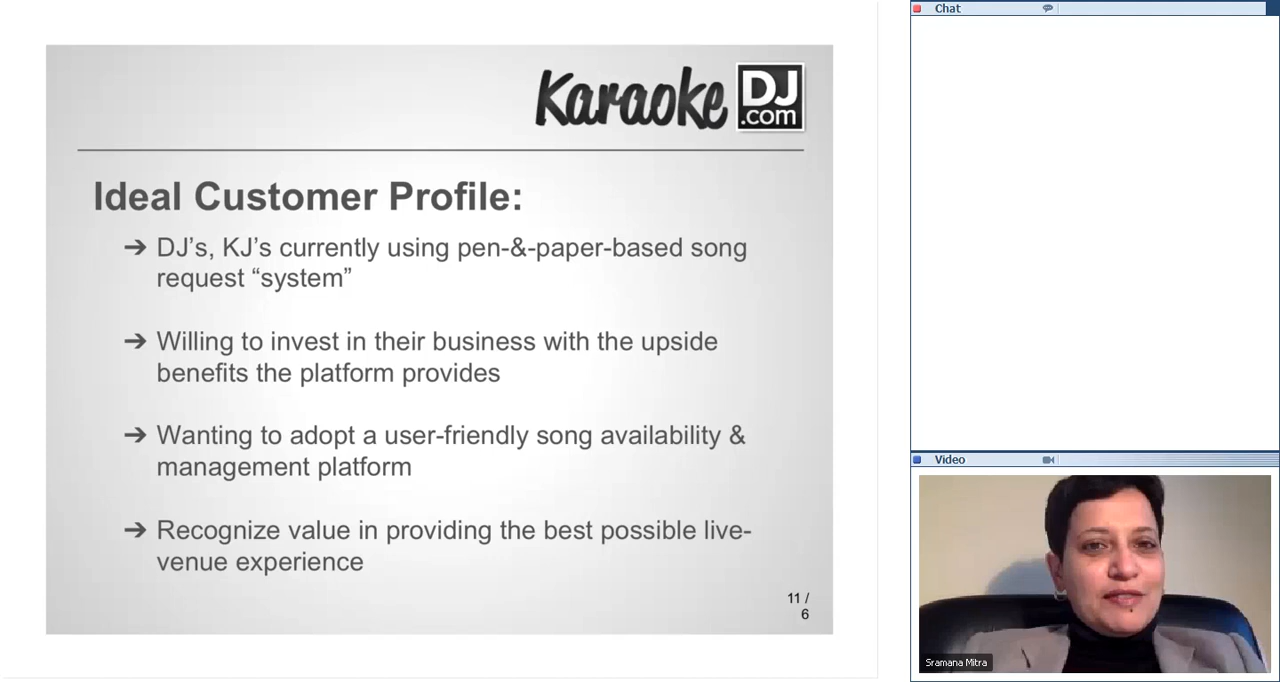 Karaoke DJ
.com
Ideal Customer Profile:
➔ DJ's, KJ's currently using pen-&-paper-based song
request “system”
➔ Willing to invest in their business with the upside
benefits the platform provides
➔ Wanting to adopt a user-friendly song availability &
management platform
➔ Recognize value in providing the best possible live-
venue experience
11 /
6
Chat
Video
Sramana Mitra